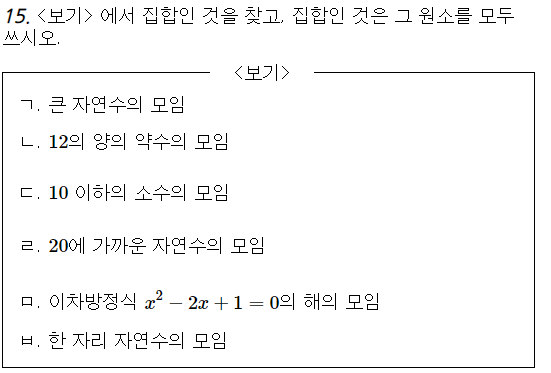 15. <보기> 에서 집합인 것을 찾고, 집합인 것은 그 원소를 모두
쓰시오.
<보기>
ㄱ. 큰 자연수의 모임
ㄴ. 12의 양의 약수의 모임
ㄷ. 10 이하의 소수의 모임
ㄹ. 20에 가까운 자연수의 모임
ㅁ. 이차방정식 x² − 2x + 1 = 0의 해의 모임
ㅂ. 한 자리 자연수의 모임